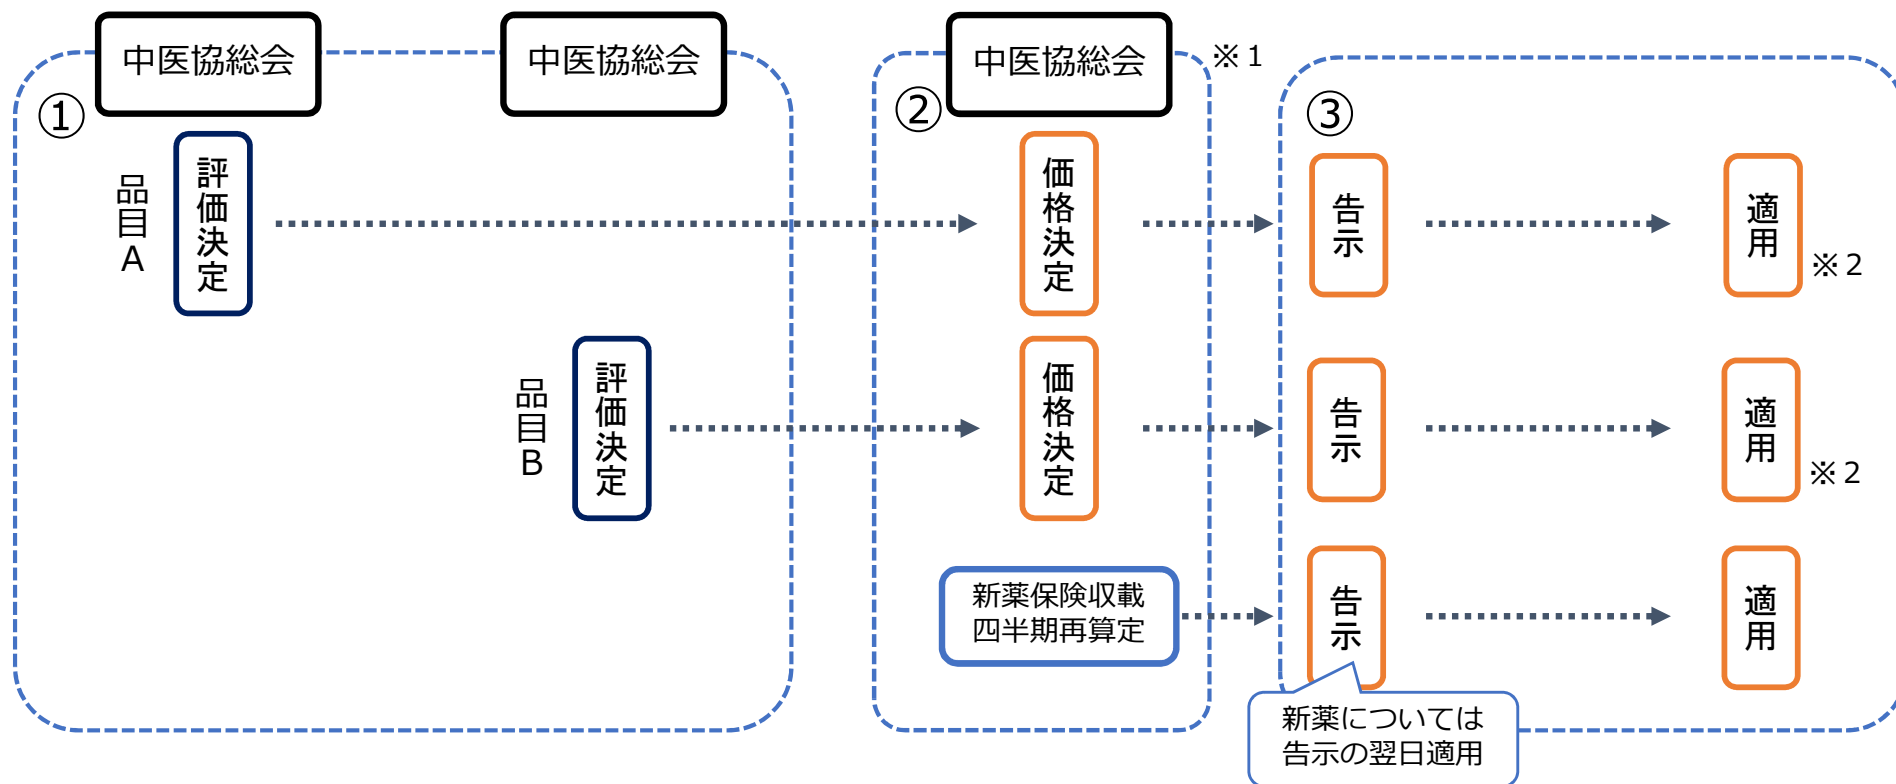 中医協総会
中医協総会
中医協総会
※1
①
②
③
品目A
評価決定
価格決定
告示
適用
※2
品目B
評価決定
価格決定
告示
適用
※2
新薬保険収載
四半期再算定
告示
適用
新薬については
告示の翌日適用